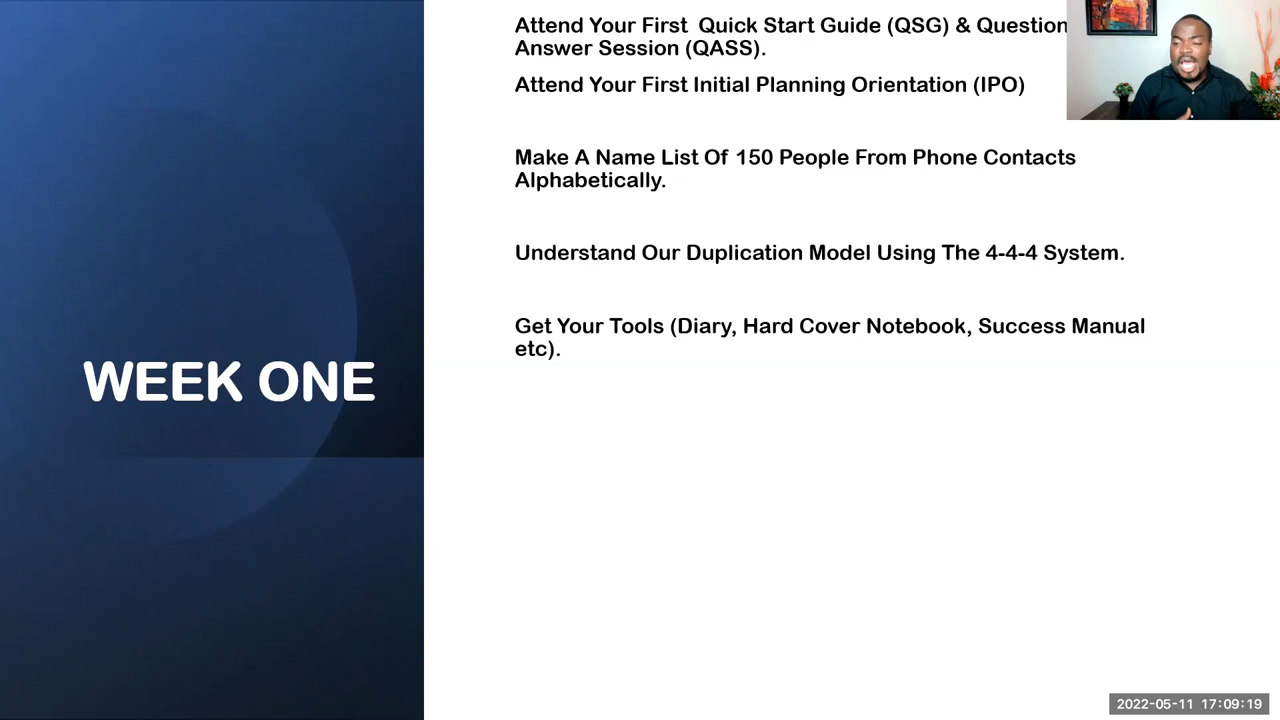 Attend Your First Quick Start Guide (QSG) & Question
Answer Session (QASS).
Attend Your First Initial Planning Orientation (IPO)
Make A Name List Of 150 People From Phone Contacts
Alphabetically.
Understand Our Duplication Model Using The 4-4-4 System.
Get Your Tools (Diary, Hard Cover Notebook, Success Manual
etc).
WEEK ONE
2022-05-11 17:09:19